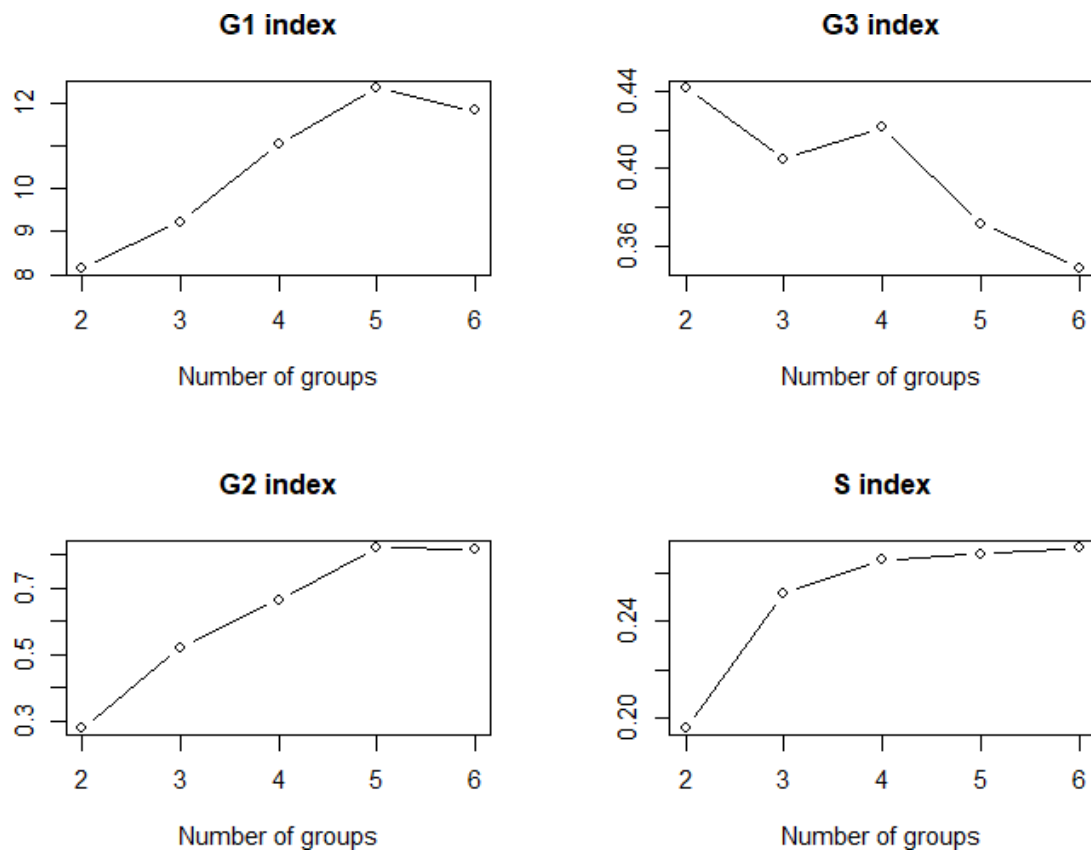 G1 index
12
10
9
8
2 3 4 5 6
Number of groups
G3 index
0.44
0.40
0.36
2 3 4 5 6
Number of groups
G2 index
0.7
0.5
0.3
2 3 4 5 6
Number of groups
S index
0.24
0.20
2 3 4 5 6
Number of groups